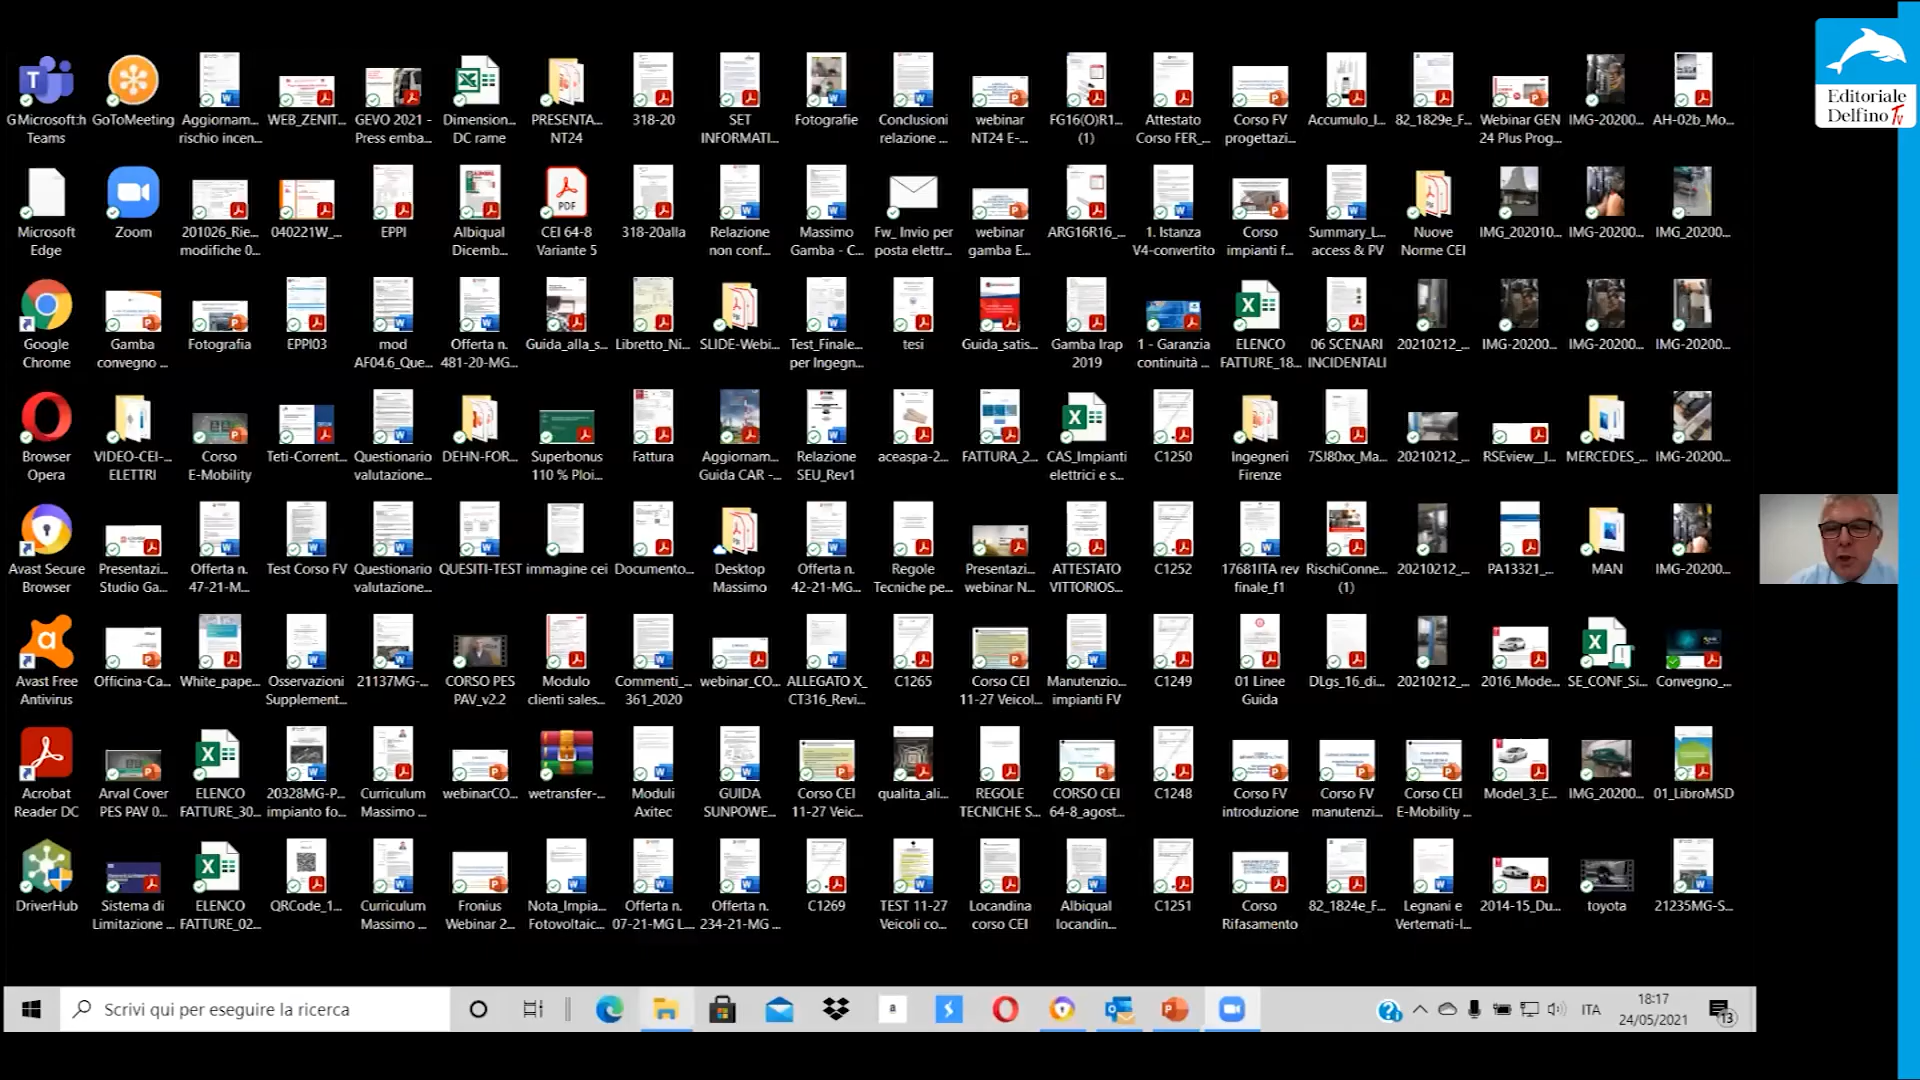 Editoriale
Delfino Tv
GMicrosoft:h
Teams
GoToMeeting
Aggiornam...
rischio incen...
WEB_ZENIT...
GEVO 2021 -
Press emba...
Dimension...
DC rame
PRESENTA...
NT24
318-20
SET
INFORMATI...
Fotografie
Conclusioni
relazione ...
webinar
NT24 E-...
FG16(O)R1...
(1)
Attestato
Corso FER_...
Corso FV
progettazi...
Accumulo_I...
82_1829e_F...
Webinar GEN
24 Plus Prog...
IMG-20200...
AH-02b_Mo...
Microsoft
Edge
Zoom
201026_Rie...
modifiche 0...
040221W_...
EPPI
Albiqual
Dicemb...
PDF
CEI 64-8
Variante 5
318-20alla
Relazione
non conf...
Massimo
Gamba - C...
Fw_ Invio per
posta elettr...
webinar
gamba E...
ARG16R16_...
1. Istanza
V4-convertito
Corso
impianti f...
Summary_L...
access & PV
Nuove
Norme CEI
IMG_202010...
IMG-20200...
IMG_20200...
Google
Chrome
Gamba
convegno ...
Fotografia
EPPI03
mod
AF04.6_Que...
Offerta n.
481-20-MG...
Guida_alla_s...
Libretto_Ni...
SLIDE-Webi...
Test_Finale...
per Ingegn...
tesi
Guida_satis...
Gamba Irap
2019
1 - Garanzia
continuità ...
ELENCO
FATTURE_18...
06 SCENARI
INCIDENTALI
20210212_...
IMG-20200...
IMG-20200...
IMG-20200...
Browser
Opera
VIDEO-CEI-...
ELETTRI
Corso
E-Mobility
Teti-Corrent...
Questionario
valutazione...
DEHN-FOR...
Superbonus
110 % Ploi...
Fattura
Aggiornam...
Guida CAR -...
Relazione
SEU_Rev1
aceaspa-2...
FATTURA_2...
CAS_Impianti
elettrici e s...
C1250
Ingegneri
Firenze
7SJ80xx_Ma...
20210212_...
RSEview__I...
MERCEDES_...
IMG-20200...
Avast Secure
Browser
Presentazi...
Studio Ga...
Offerta n.
47-21-M...
Test Corso FV
Questionario
valutazione...
QUESITI-TEST
immagine cei
Documento...
Desktop
Massimo
Offerta n.
42-21-MG...
Regole
Tecniche pe...
Presentazi...
webinar N...
ATTESTATO
VITTORIOS...
C1252
17681ITA rev
finale_f1
RischiConne...
(1)
20210212_...
PA13321_...
MAN
IMG-20200...
Avast Free
Antivirus
Officina-Ca...
White_pape...
Osservazioni
Supplement...
21137MG-...
CORSO PES
PAV_v2.2
Modulo
clienti sales...
Commenti_...
361_2020
webinar_CO...
ALLEGATO X_
CT316_Revi...
C1265
Corso CEI
11-27 Veicol...
Manutenzio...
impianti FV
C1249
01 Linee
Guida
DLgs_16_di...
20210212_...
2016_Mode...
SE_CONF_Si...
Convegno_...
Acrobat
Reader DC
Arval Cover
PES PAV 0...
ELENCO
FATTURE_30...
20328MG-P...
impianto fo...
Curriculum
Massimo ...
webinarCO...
wetransfer-...
Moduli
Axitec
GUIDA
SUNPOWE...
Corso CEI
11-27 Veic...
qualita_ali...
REGOLE
TECNICHE S...
CORSO CEI
64-8_agost...
C1248
Corso FV
introduzione
Corso FV
manutenzi...
Corso CEI
E-Mobility ...
Model_3_E...
IMG_20200...
01_LibroMSD
DriverHub
Sistema di
Limitazione ...
ELENCO
FATTURE_02...
QRCode_1...
Curriculum
Massimo ...
Fronius
Webinar 2...
Nota_Impia...
Fotovoltaic...
Offerta n.
07-21-MG L...
Offerta n.
234-21-MG ...
C1269
TEST 11-27
Veicoli co...
Locandina
corso CEI
Albiqual
locandin...
C1251
Corso
Rifasamento
82_1824e_F...
Legnani e
Vertemati-I...
2014-15_Du...
toyota
21235MG-S...
Scrivi qui per eseguire la ricerca
ITA
18:17
24/05/2021
13